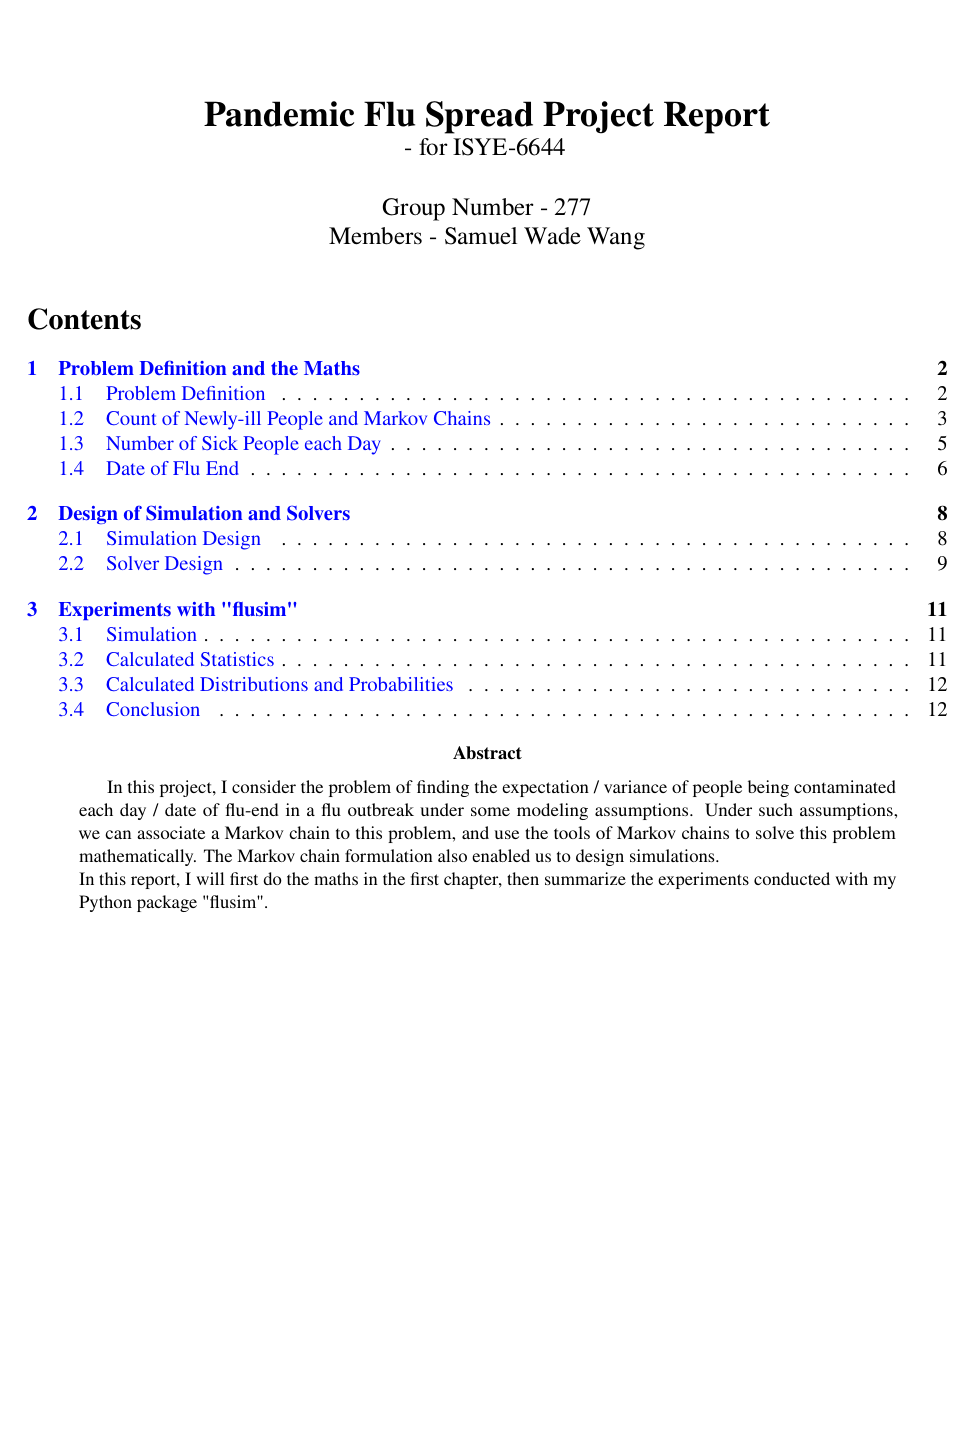 Pandemic Flu Spread Project Report
- for ISYE-6644
Group Number - 277
Members - Samuel Wade Wang
Contents
1 Problem Definition and the Maths 2
1.1 Problem Definition . . . . . . . . . . . . . . . . . . . . . . . . . . . . . . . . . . . . . . . . . 2
1.2 Count of Newly-ill People and Markov Chains . . . . . . . . . . . . . . . . . . . . . . . . . . . 3
1.3 Number of Sick People each Day . . . . . . . . . . . . . . . . . . . . . . . . . . . . . . . . . . 5
1.4 Date of Flu End . . . . . . . . . . . . . . . . . . . . . . . . . . . . . . . . . . . . . . . . . . . 6
2 Design of Simulation and Solvers 8
2.1 Simulation Design . . . . . . . . . . . . . . . . . . . . . . . . . . . . . . . . . . . . . . . . . 8
2.2 Solver Design . . . . . . . . . . . . . . . . . . . . . . . . . . . . . . . . . . . . . . . . . . . . 9
3 Experiments with "flusim" 11
3.1 Simulation . . . . . . . . . . . . . . . . . . . . . . . . . . . . . . . . . . . . . . . . . . . . . . 11
3.2 Calculated Statistics . . . . . . . . . . . . . . . . . . . . . . . . . . . . . . . . . . . . . . . . . 11
3.3 Calculated Distributions and Probabilities . . . . . . . . . . . . . . . . . . . . . . . . . . . . . 12
3.4 Conclusion . . . . . . . . . . . . . . . . . . . . . . . . . . . . . . . . . . . . . . . . . . . . . 12
Abstract
In this project, I consider the problem of finding the expectation / variance of people being contaminated
each day / date of flu-end in a flu outbreak under some modeling assumptions. Under such assumptions,
we can associate a Markov chain to this problem, and use the tools of Markov chains to solve this problem
mathematically. The Markov chain formulation also enabled us to design simulations.
In this report, I will first do the maths in the first chapter, then summarize the experiments conducted with my
Python package "flusim".